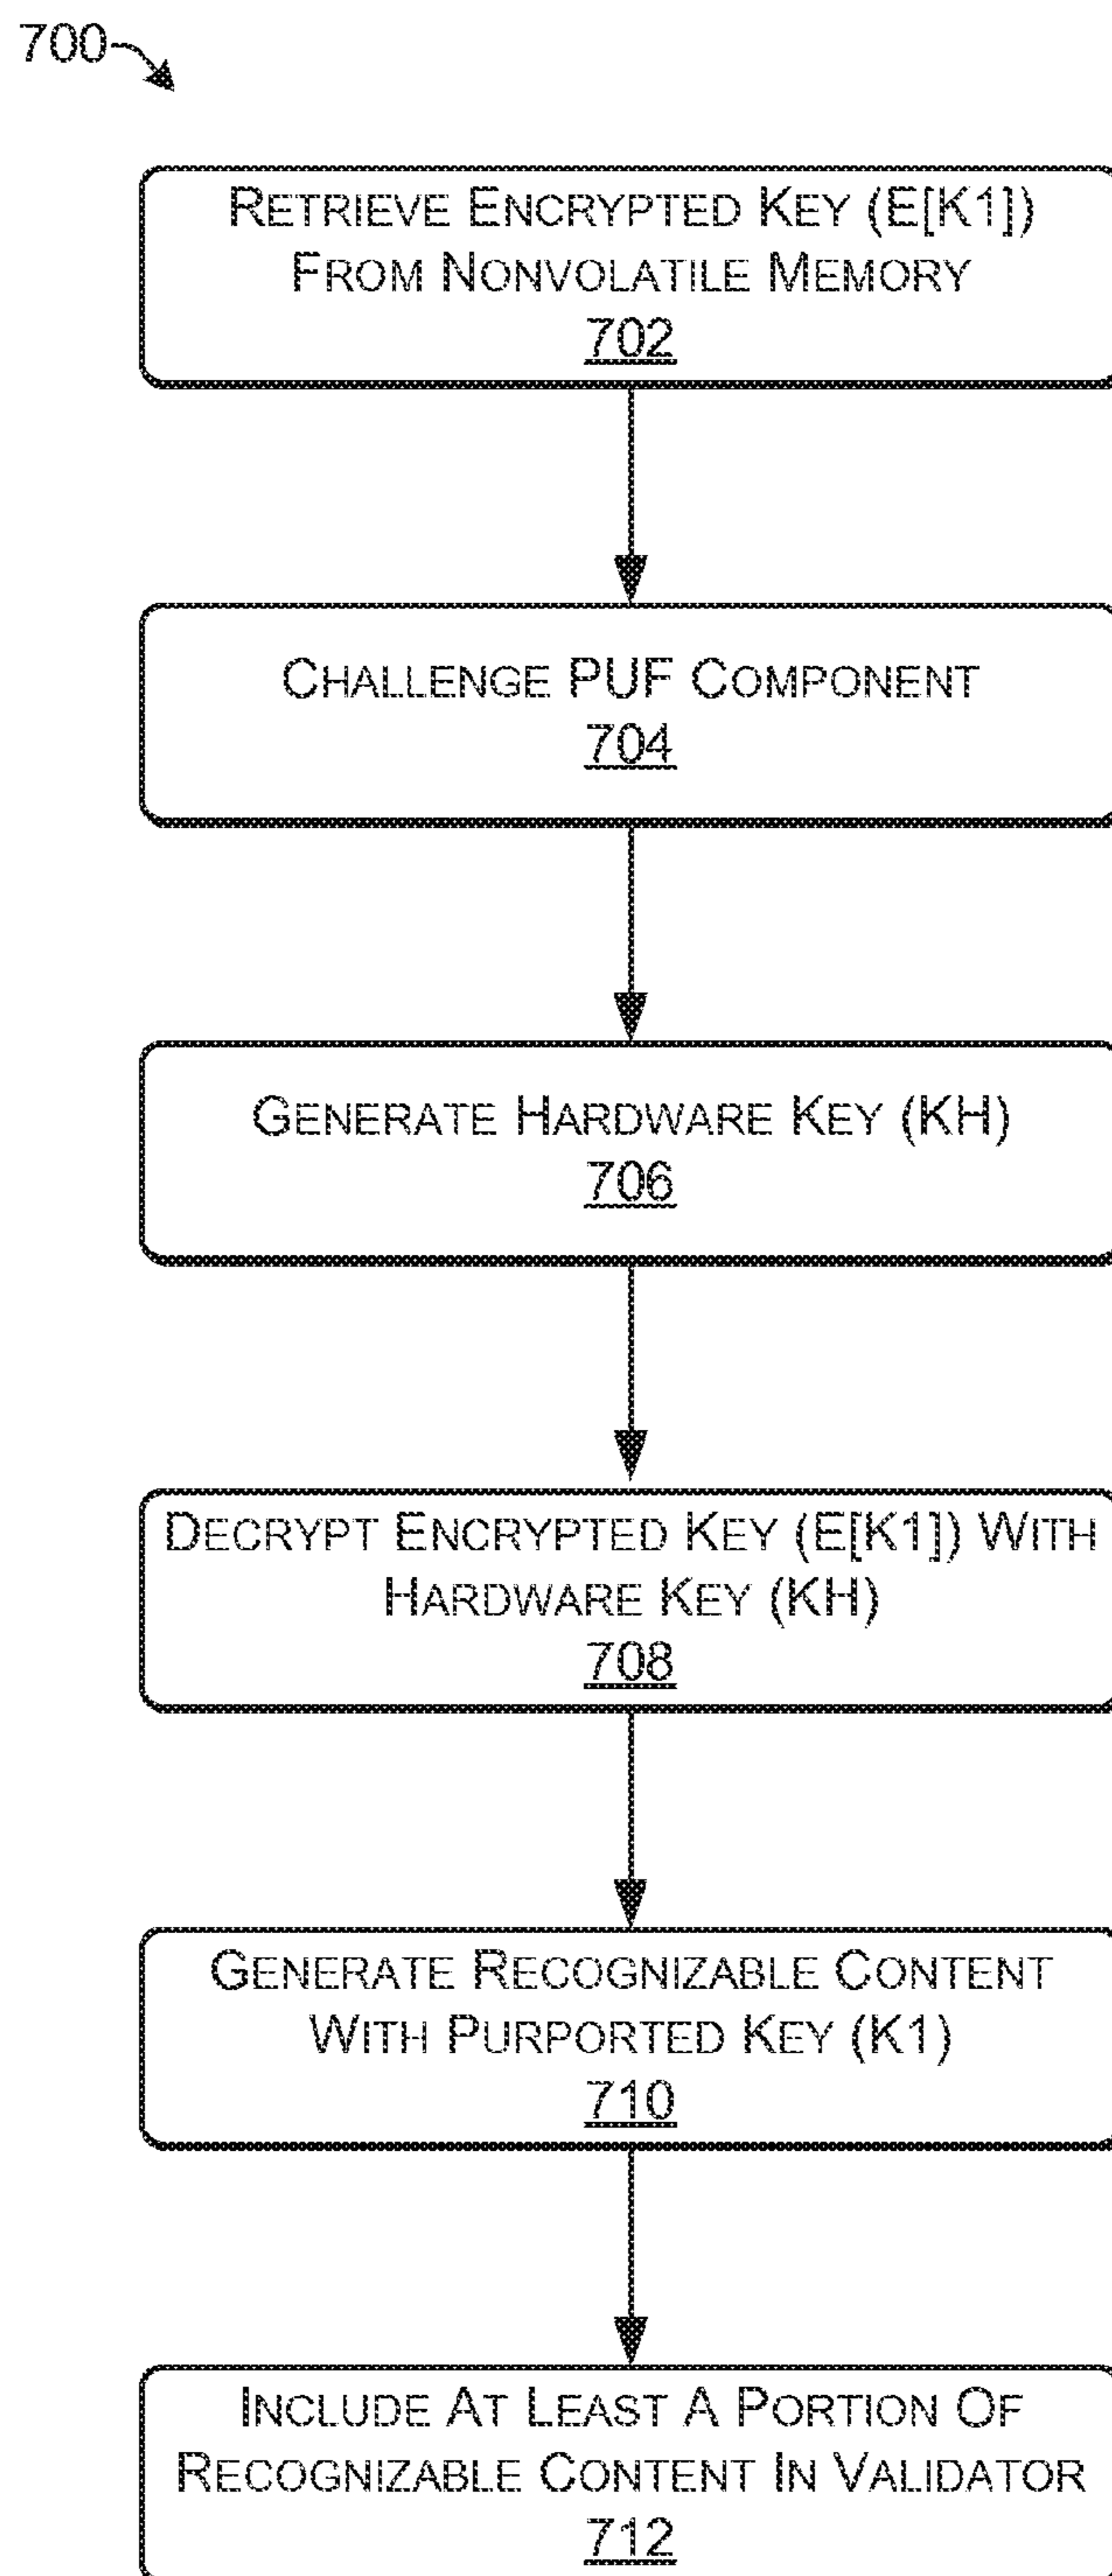 700
RETRIEVE ENCRYPTED KEY (E[K1])
FROM NONVOLATILE MEMORY
702
CHALLENGE PUF COMPONENT
704
GENERATE HARDWARE KEY (KH)
706
DECRYPT ENCRYPTED KEY (E[K1]) WITH
HARDWARE KEY (KH)
708
GENERATE RECOGNIZABLE CONTENT
WITH PURPORTED KEY (K1)
710
INCLUDE AT LEAST A PORTION OF
RECOGNIZABLE CONTENT IN VALIDATOR
712